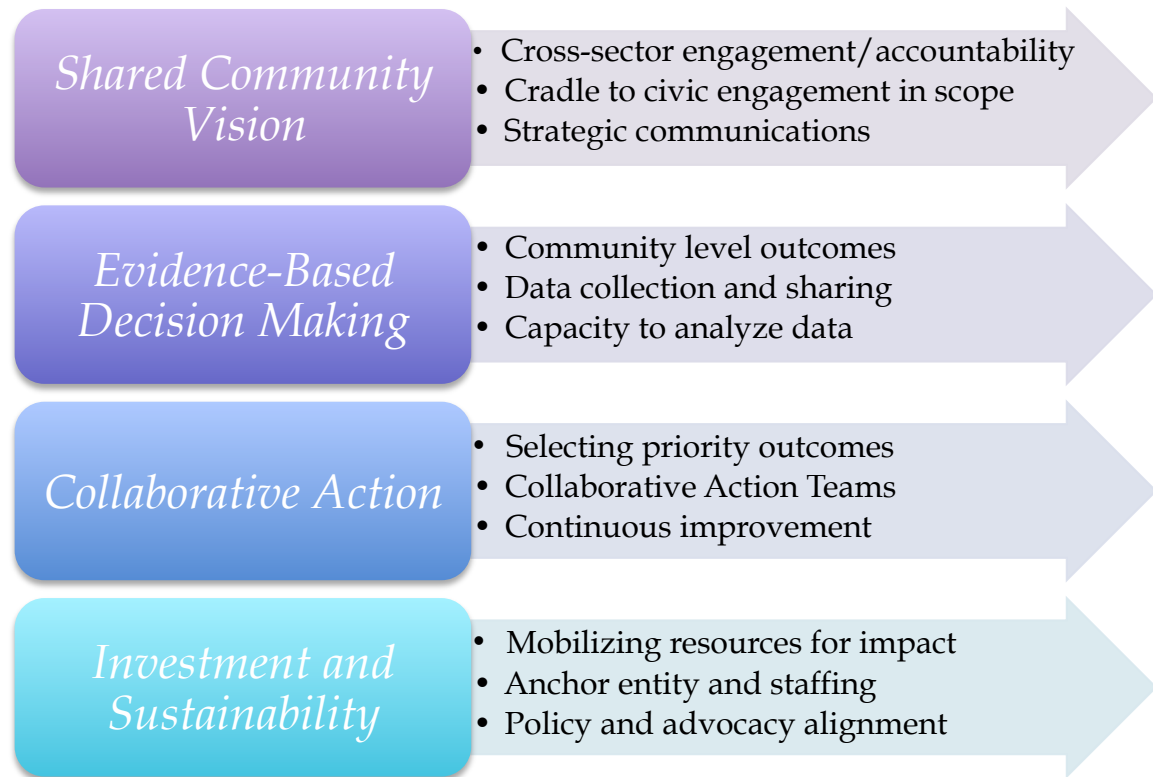 Shared Community
Vision
• Cross-sector engagement/accountability
• Cradle to civic engagement in scope
• Strategic communications
Evidence-Based
Decision Making
• Community level outcomes
• Data collection and sharing
• Capacity to analyze data
Collaborative Action
• Selecting priority outcomes
• Collaborative Action Teams
• Continuous improvement
Investment and
Sustainability
• Mobilizing resources for impact
• Anchor entity and staffing
• Policy and advocacy alignment